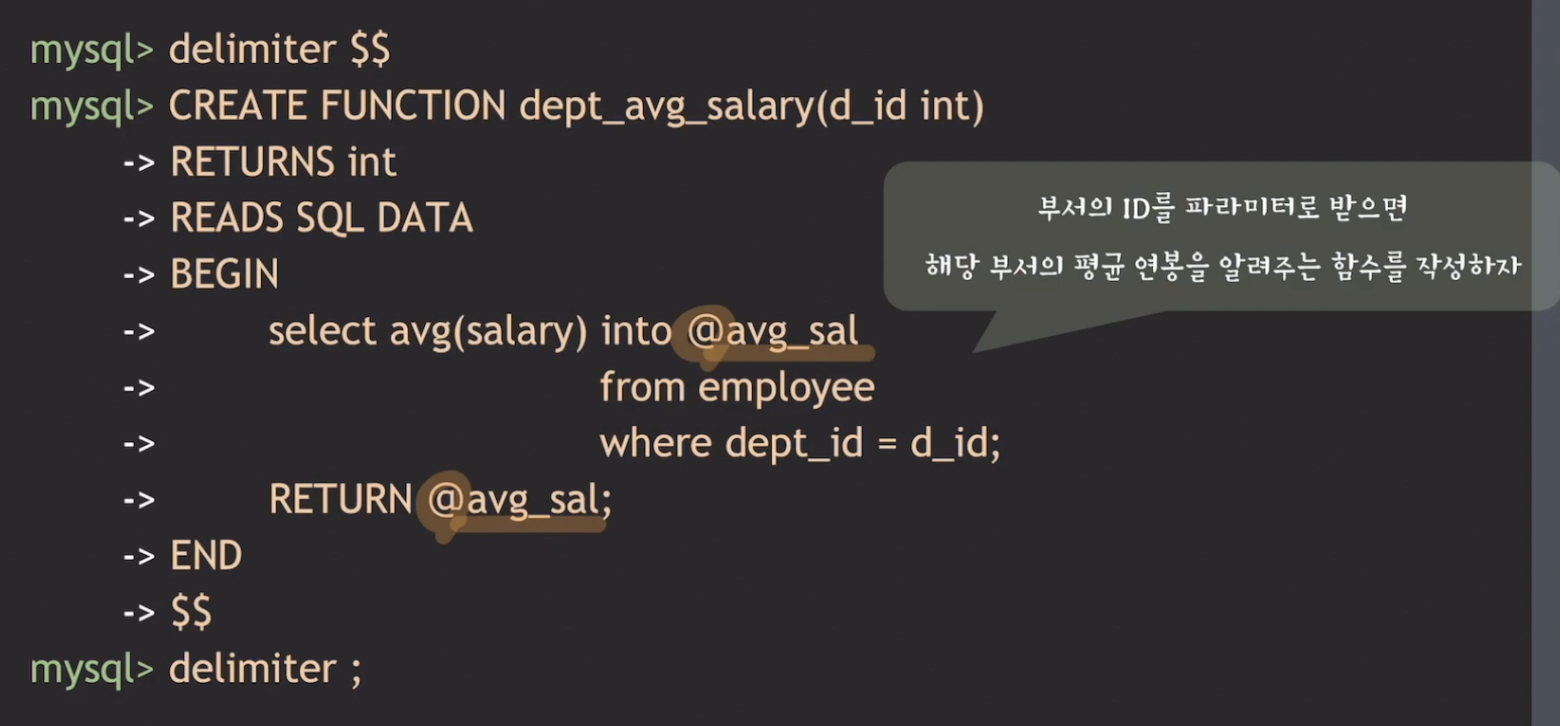 mysql> delimiter $$
mysql> CREATE FUNCTION dept_avg_salary(d_id int)
-> RETURNS int
-> READS SQL DATA
-> BEGIN
-> select avg(salary) into @avg_sal
-> from employee
-> where dept_id = d_id;
-> RETURN @avg_sal;
-> END
-> $$
mysql> delimiter ;
부서의 ID를 파라미터로 받으면
해당 부서의 평균 연봉을 알려주는 함수를 작성하자